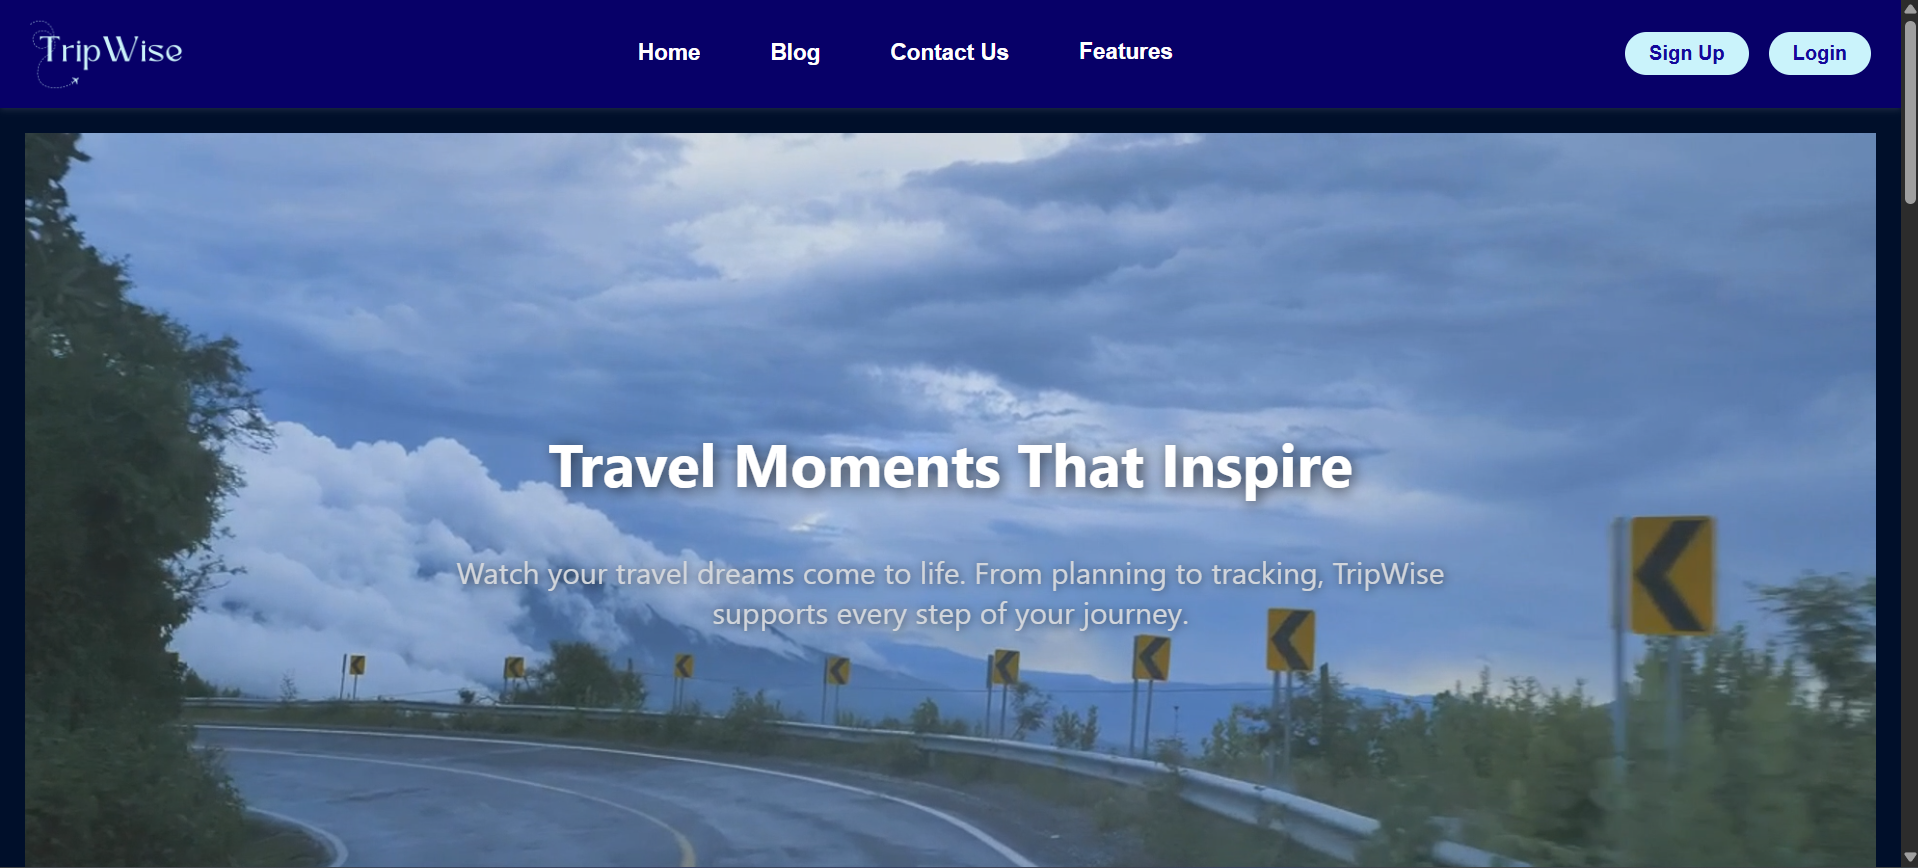 TripWise
Home
Blog
Contact Us
Features
Sign Up
Login
Travel Moments That Inspire
Watch your travel dreams come to life. From planning to tracking, TripWise
supports every step of your journey.